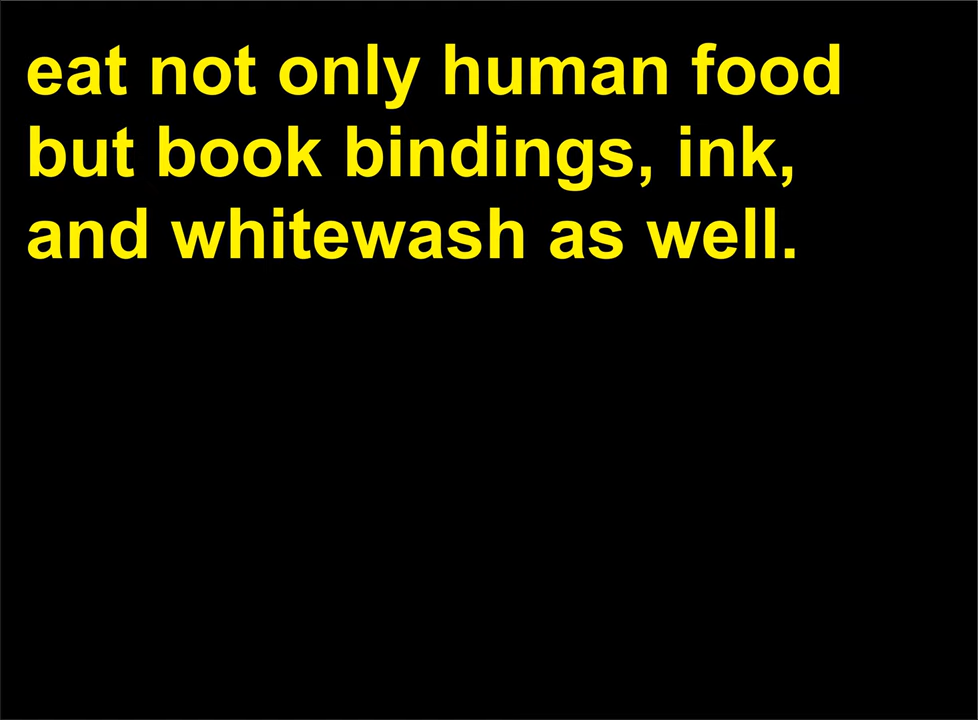 eat not only human food
but book bindings, ink,
and whitewash as well.